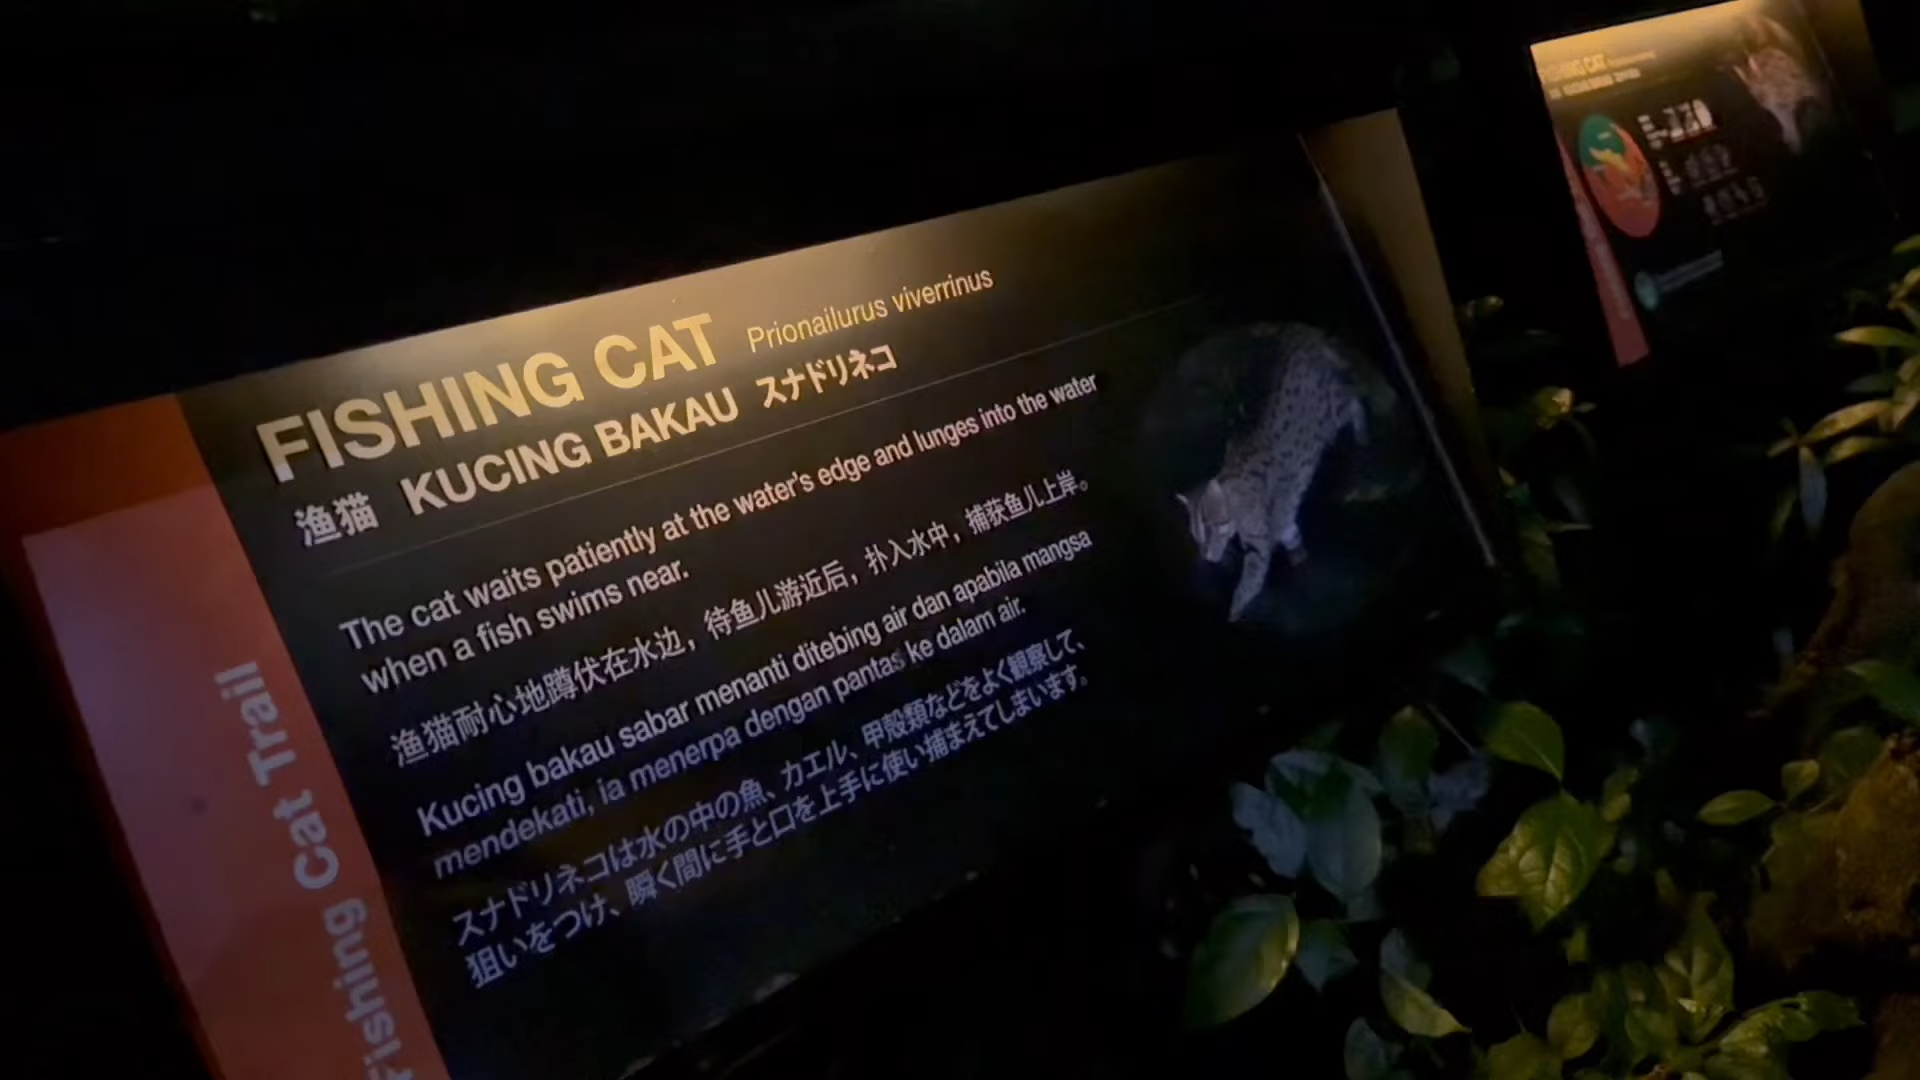 FISHING CAT Prionailurus viverrinus
渔猫 KUCING BAKAU スナドリネコ
The cat waits patiently at the water's edge and lunges into the water
when a fish swims near.
渔猫耐心地蹲伏在水边，待鱼儿游近后，扑入水中，捕获鱼儿上岸。
Kucing bakau sabar menanti ditebing air dan apabila mangsa
mendekati, ia menerpa dengan pantas ke dalam air.
スナドリネコは水の中の魚、カエル、甲殻類などをよく観察して、
狙いをつけ、瞬く間に手と口を上手に使い捕まえてしまいます。
Fishing Cat Trail
FISHING CAT